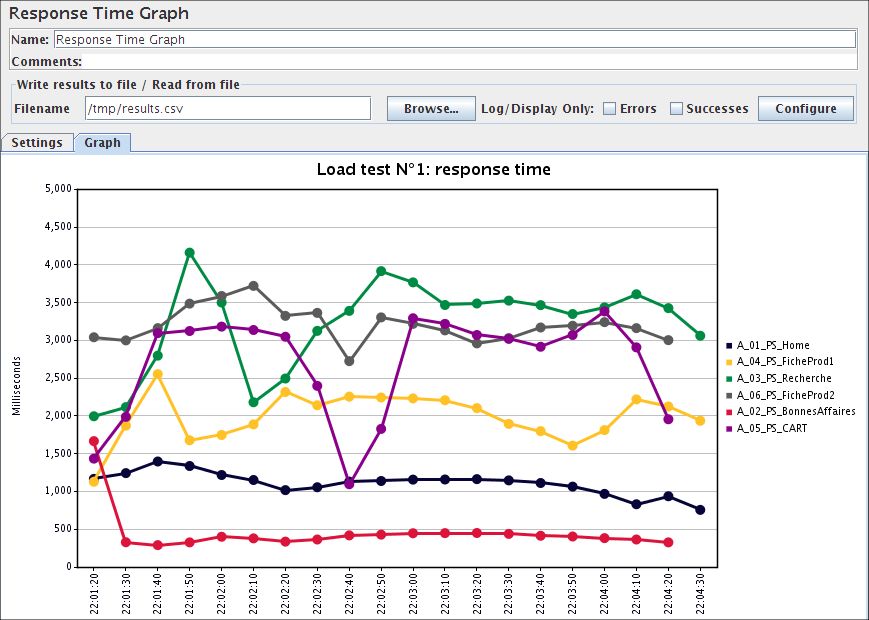 Response Time Graph
Name: Response Time Graph
Comments:
Write results to file / Read from file
Filename /tmp/results.csv Browse... Log/Display Only: Errors Successes Configure
Settings Graph
Load test N°1: response time
5,000
4,500
4,000
3,500
3,000
2,500
2,000
1,500
1,000
500
0
Milliseconds
A_01_PS_Home
A_04_PS_FicheProd1
A_03_PS_Recherche
A_06_PS_FicheProd2
A_02_PS_BonnesAffaires
A_05_PS_CART
22:01:20
22:01:30
22:01:40
22:01:50
22:02:00
22:02:10
22:02:20
22:02:30
22:02:40
22:02:50
22:03:00
22:03:10
22:03:20
22:03:30
22:03:40
22:03:50
22:04:00
22:04:10
22:04:20
22:04:30